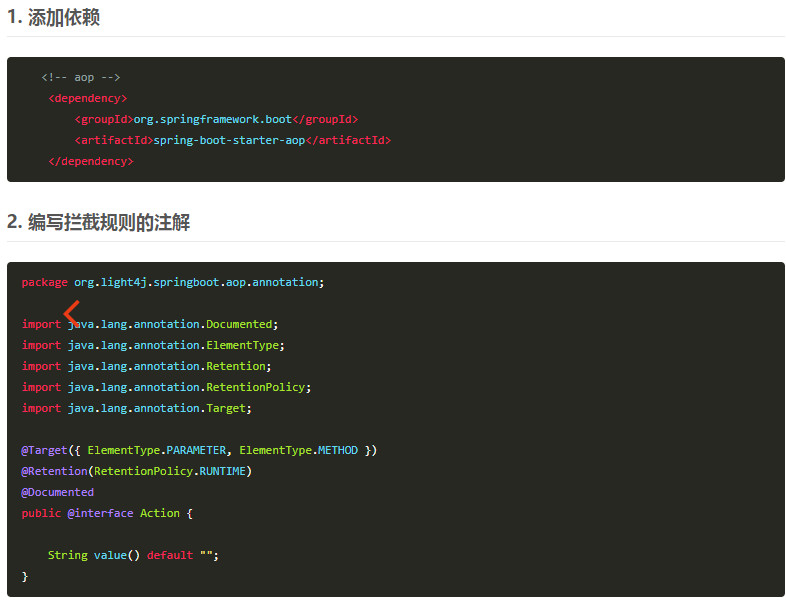 1. 添加依赖
<!-- aop -->
<dependency>
<groupId>org.springframework.boot</groupId>
<artifactId>spring-boot-starter-aop</artifactId>
</dependency>
2. 编写拦截规则的注解
package org.light4j.springboot.aop.annotation;
import java.lang.annotation.Documented;
import java.lang.annotation.ElementType;
import java.lang.annotation.Retention;
import java.lang.annotation.RetentionPolicy;
import java.lang.annotation.Target;
@Target({ ElementType.PARAMETER, ElementType.METHOD })
@Retention(RetentionPolicy.RUNTIME)
@Documented
public @interface Action {
String value() default "";
}